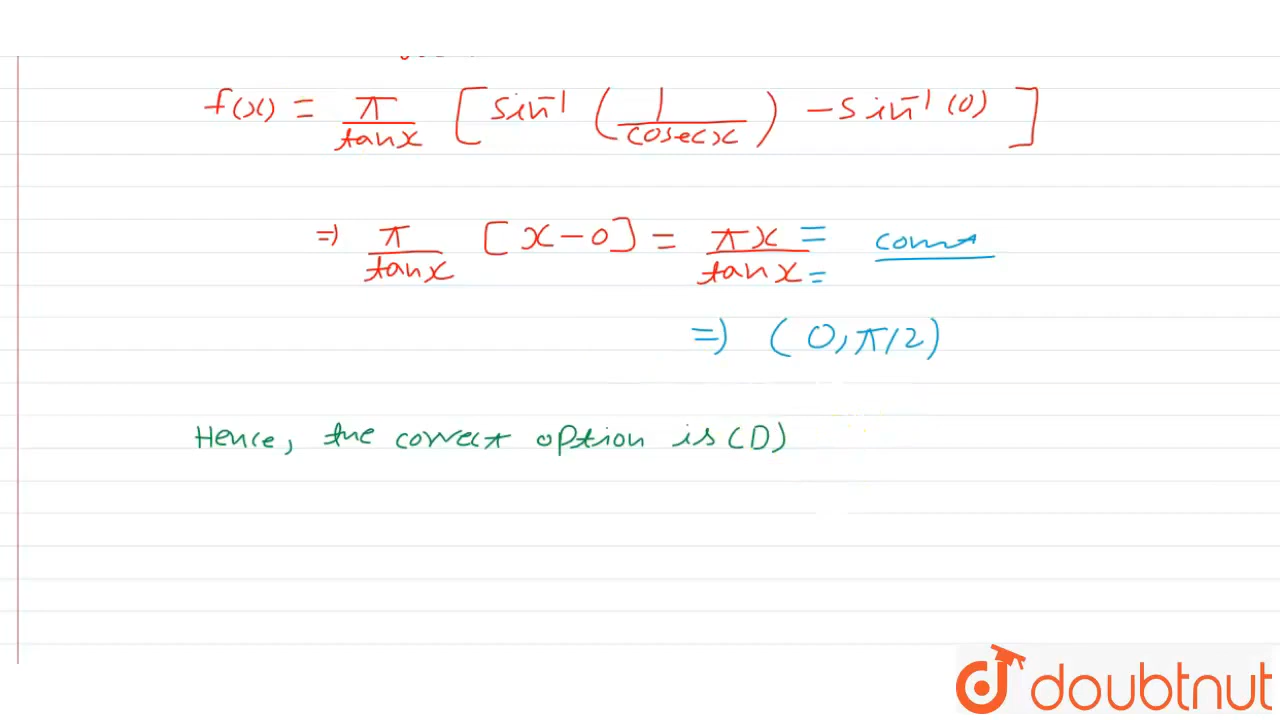 f(x) = π/tanx [ sin⁻¹ (1/cosecx) - sin⁻¹(0) ]
⇒ π/tanx [x-0] = πx/tanx =
=
⇒ (0, π/2)
Hence, the correct option is (D)
doubtnut